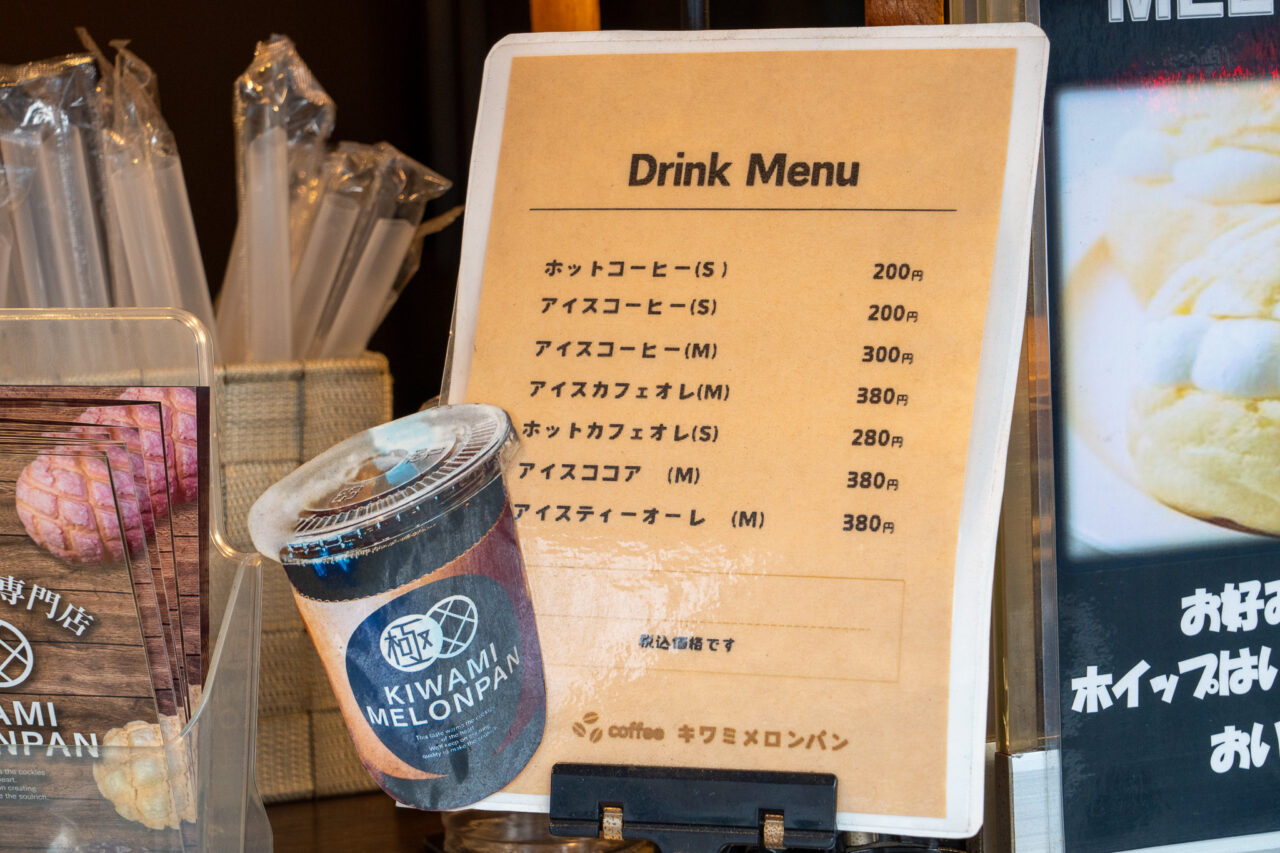 Drink Menu
ホットコーヒー(S) 200円
アイスコーヒー(S) 200円
アイスコーヒー(M) 300円
アイスカフェオレ(M) 380円
ホットカフェオレ(S) 280円
アイスココア (M) 380円
アイスティーオーレ (M) 380円
税込価格です
coffee キワミメロンパン
極
KIWAMI
MELONPAN
専門店
AMI
ONPAN
MEL
お好み
ホイップはい
おい